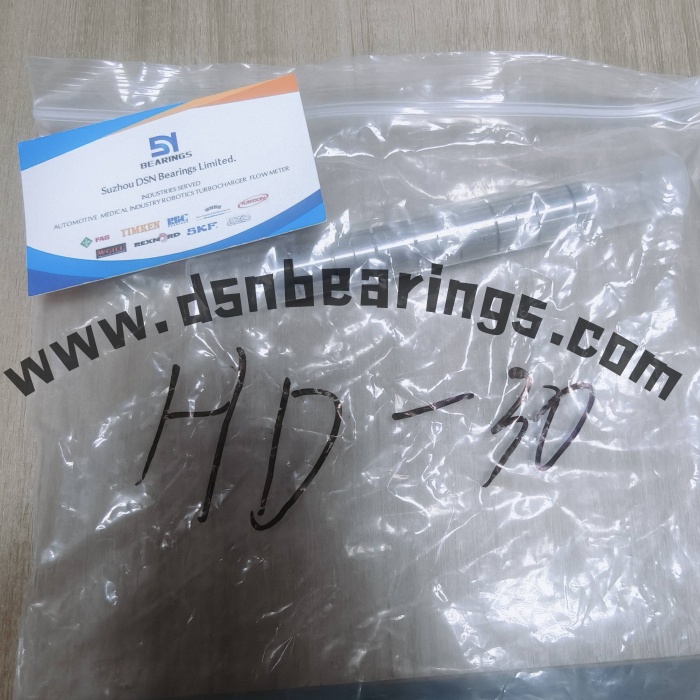 BEARINGS
Suzhou DSN Bearings Limited.
INDUSTRIES SERVED
AUTOMOTIVE MEDICAL INDUSTRY ROBOTICS TURBOCHARGER FLOW METER
FAG TIMKEN RBC
REXNORD SKF
www.dsnbearings.com
HD-30